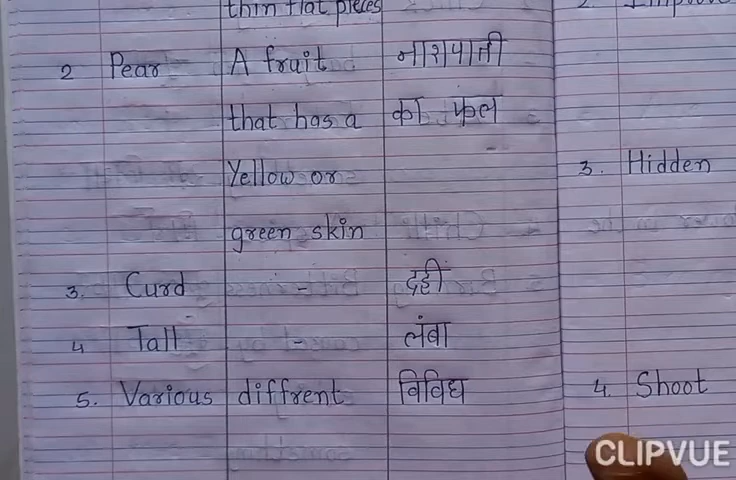 thin flat pieces
2 Pear A fruit नाशपाती
that has a का फल
Yellow or
green skin
3. Curd - दही
4 Tall - लंबा
5. Various diffrent विविध
3. Hidden
4. Shoot
CLIPVUE